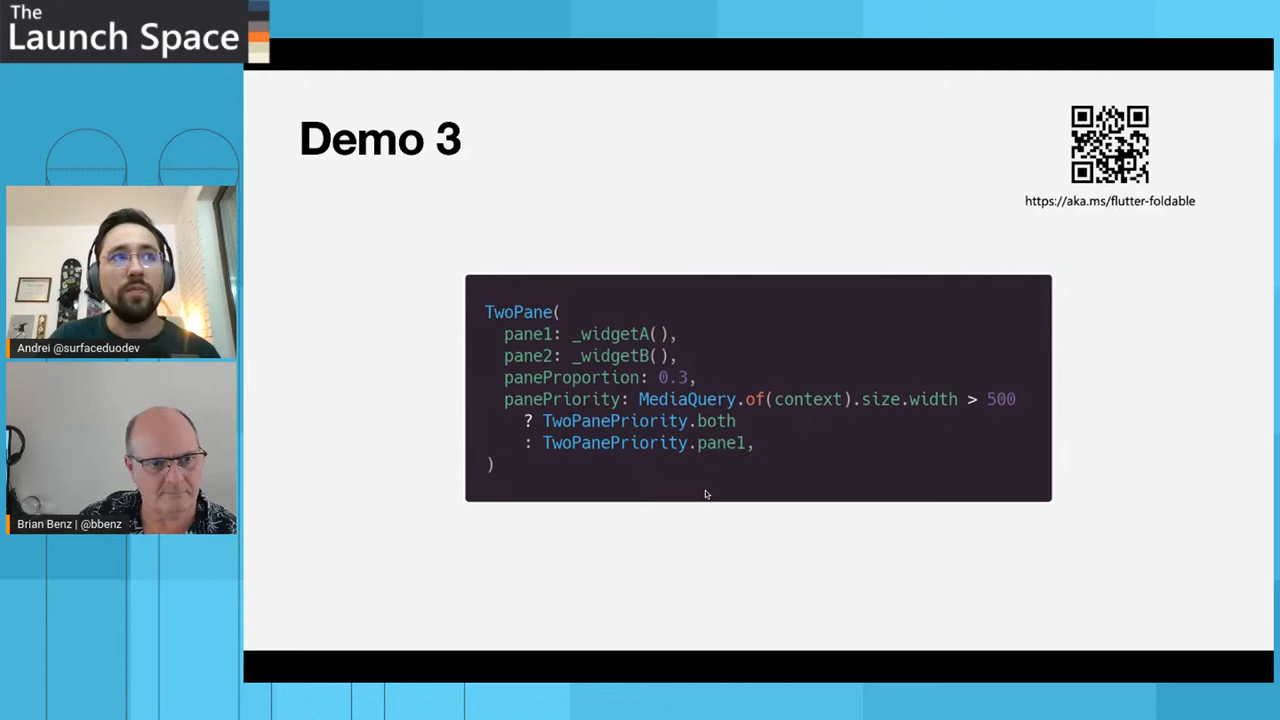 The
Launch Space
Demo 3
https://aka.ms/flutter-foldable
TwoPane(
pane1: _widgetA(),
pane2: _widgetB(),
paneProportion: 0.3,
panePriority: MediaQuery.of(context).size.width > 500
? TwoPanePriority.both
: TwoPanePriority.pane1,
)
Andrei @surfaceduodev
Brian Benz | @bbenz